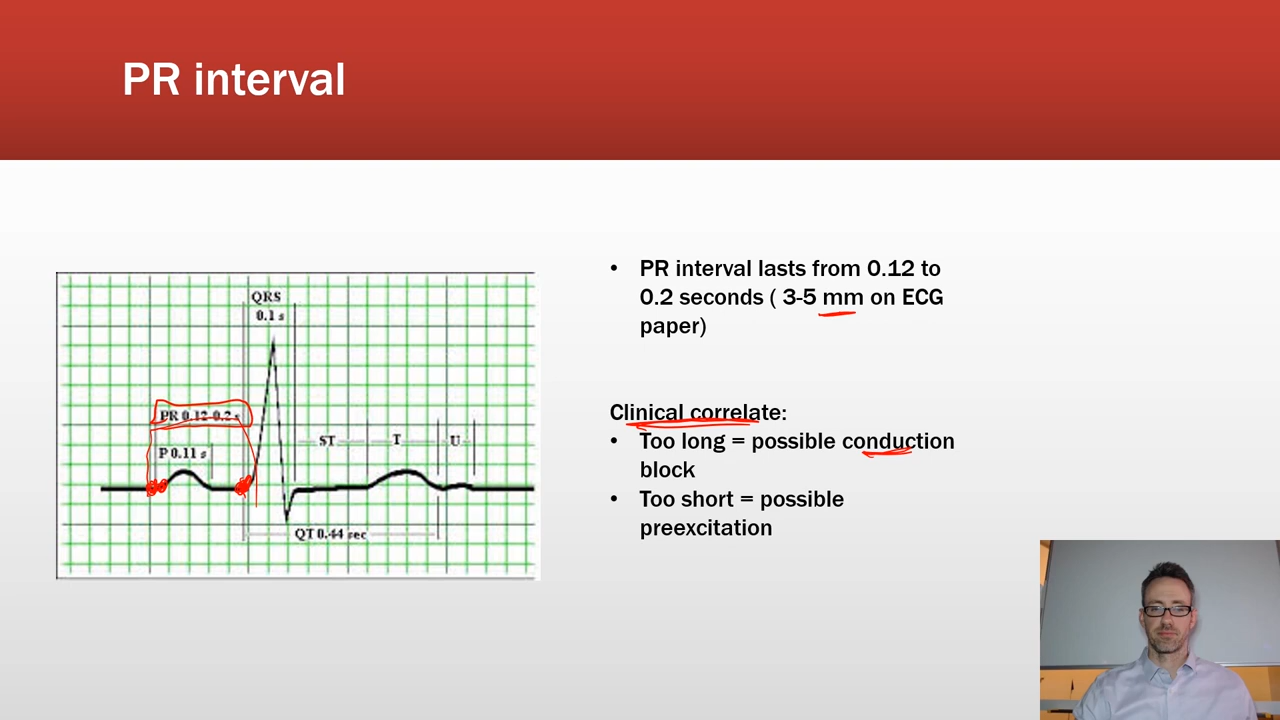 PR interval
QRS
0.1 s
PR 0.12-0.2 s
P 0.11 s
ST
T
U
QT 0.44 sec
• PR interval lasts from 0.12 to
0.2 seconds ( 3-5 mm on ECG
paper)
Clinical correlate:
• Too long = possible conduction
block
• Too short = possible
preexcitation